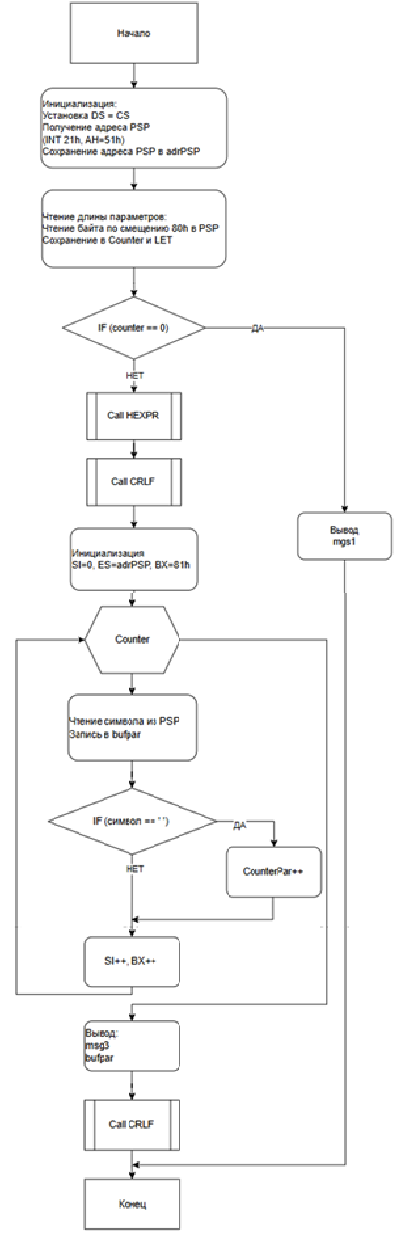 Начало
Инициализация:
Установка DS = CS
Получение адреса PSP
(INT 21h, AH=51h)
Сохранение адреса PSP в adrPSP
Чтение длины параметров:
Чтение байта по смещению 80h в PSP
Сохранение в Counter и LET
IF (counter == 0)
ДА
НЕТ
Call HEXPR
Call CRLF
Вывод
mgs1
Инициализация
SI=0, ES=adrPSP, BX=81h
Counter
Чтение символа из PSP
Запись в bufpar
IF (символ == " ")
ДА
НЕТ
CounterPar++
SI++, BX++
Вывод:
msg3
bufpar
Call CRLF
Конец